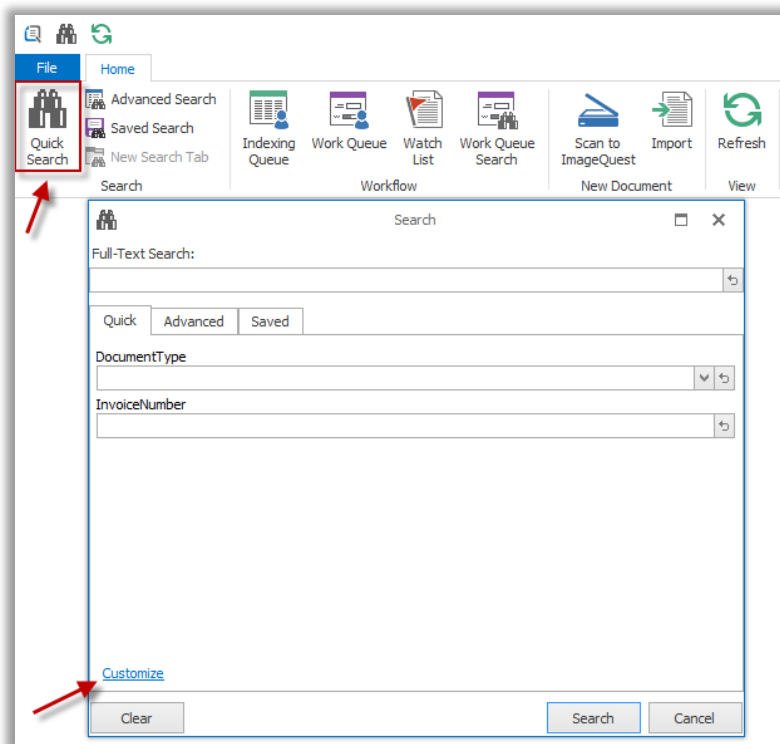 File Home
Quick
Search
Advanced Search
Saved Search
New Search Tab
Indexing
Queue
Work Queue
Watch
List
Work Queue
Search
Scan to
ImageQuest
Import
Refresh
Search Workflow New Document View
Search
Full-Text Search:
Quick Advanced Saved
DocumentType
InvoiceNumber
Customize
Clear Search Cancel